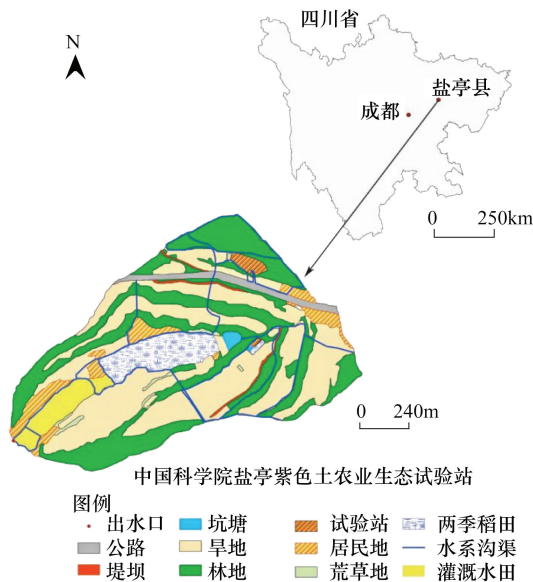 四川省
N
盐亭县
成都
0 250km
0 240m
中国科学院盐亭紫色土农业生态试验站
图例
出水口 坑塘 试验站 两季稻田
公路 旱地 居民地 水系沟渠
堤坝 林地 荒草地 灌溉水田